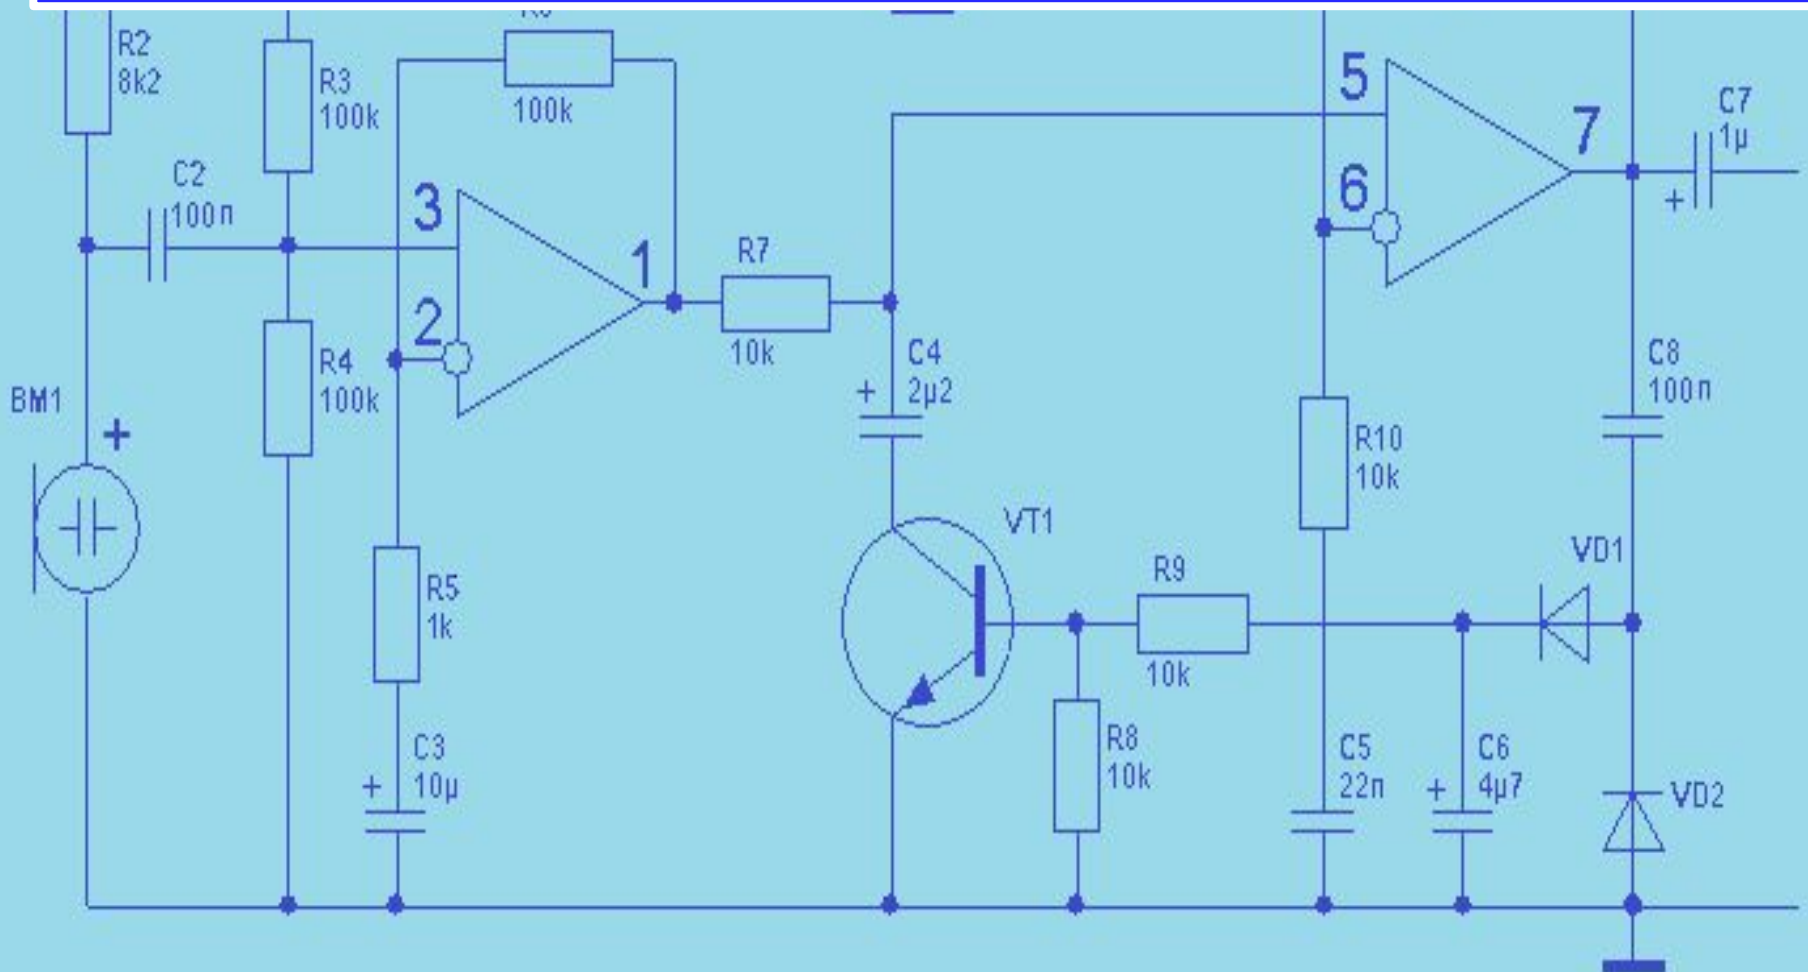 R2
8k2
R3
100k
100k
C2
100n
3
2
1
R4
100k
BM1
+
R5
1k
+
C3
10µ
R7
10k
+
C4
2µ2
VT1
R9
10k
R8
10k
5
6
7
C7
1µ
+
R10
10k
C8
100n
VD1
C5
22n
+
C6
4µ7
VD2